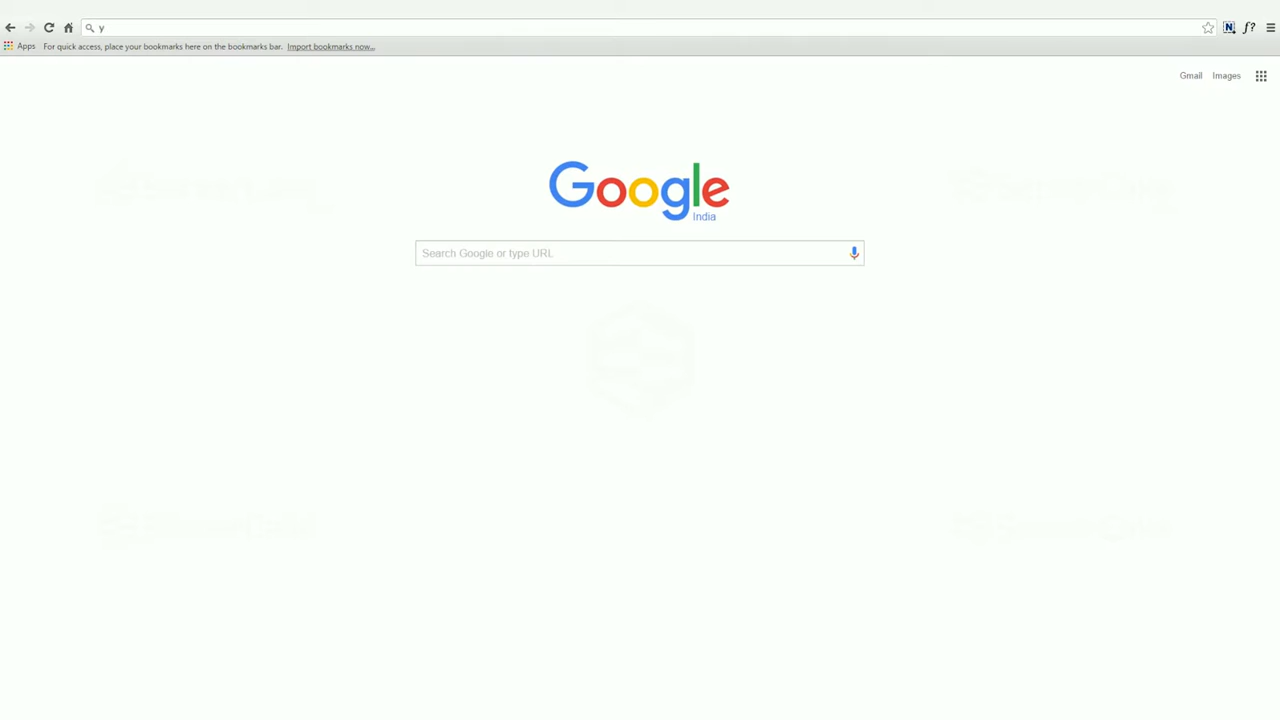 y
Apps For quick access, place your bookmarks here on the bookmarks bar. Import bookmarks now...
Gmail Images
Google
India
Search Google or type URL
N f?